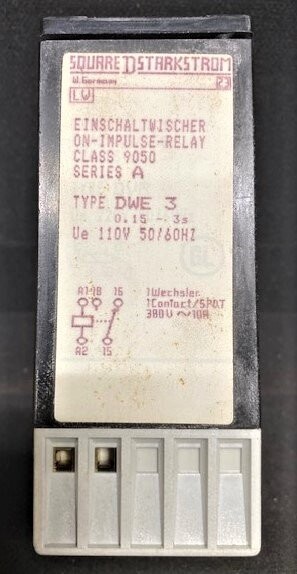 SQUARE D STARKSTROM
W.Germany 23
LW
EINSCHALTWISCHER
ON-IMPULSE-RELAY
CLASS 9050
SERIES A
TYPE DWE 3
0.15 - 3s
Ue 110V 50/60HZ
A1 18 16
1Wechsler
1Contact/SPDT
380V ~10A
A2 15